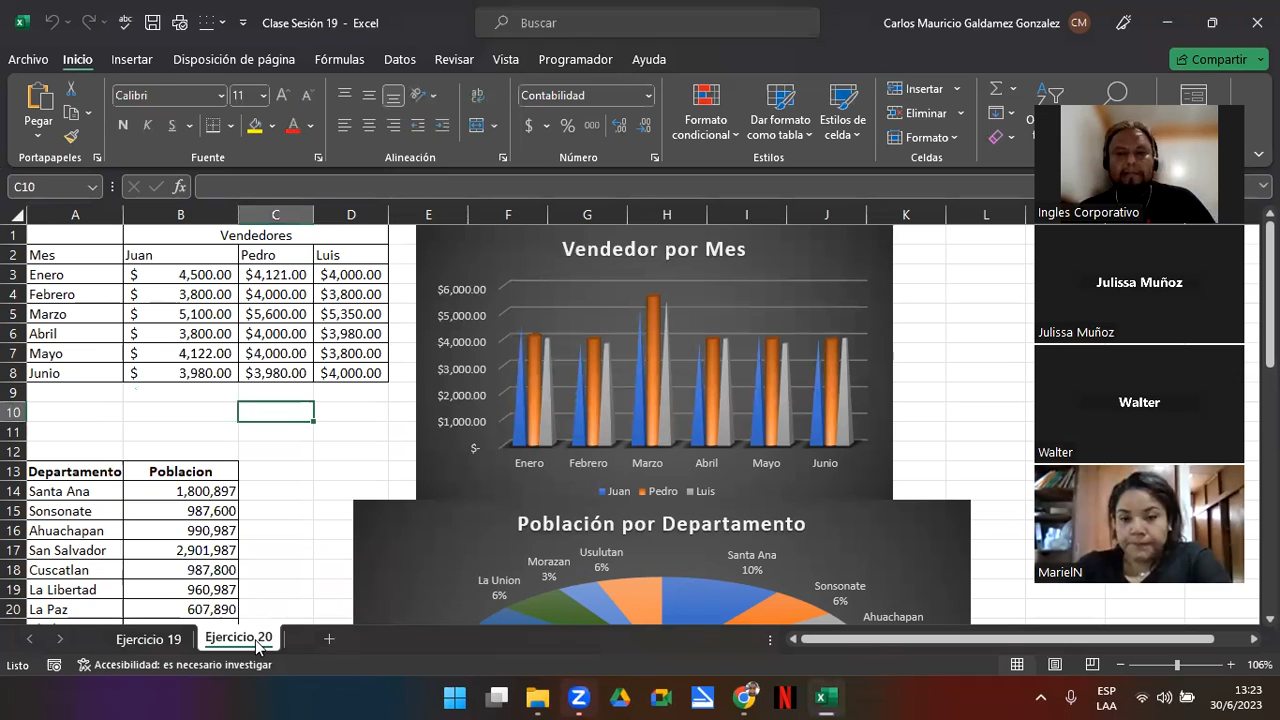 Clase Sesión 19 - Excel
Buscar
Carlos Mauricio Galdamez Gonzalez
CM
Archivo Inicio Insertar Disposición de página Fórmulas Datos Revisar Vista Programador Ayuda
Compartir
Pegar
Calibri 11
N K S
Contabilidad
$ % 000
Formato condicional
Dar formato como tabla
Estilos de celda
Insertar
Eliminar
Formato
Portapapeles Fuente Alineación Número Estilos Celdas
C10
fx
A B C D E F G H I J K L
1 Vendedores
2 Mes Juan Pedro Luis
3 Enero $ 4,500.00 $4,121.00 $4,000.00
4 Febrero $ 3,800.00 $4,000.00 $3,800.00
5 Marzo $ 5,100.00 $5,600.00 $5,350.00
6 Abril $ 3,800.00 $4,000.00 $3,980.00
7 Mayo $ 4,122.00 $4,000.00 $3,800.00
8 Junio $ 3,980.00 $3,980.00 $4,000.00
9
10
11
12
13 Departamento Poblacion
14 Santa Ana 1,800,897
15 Sonsonate 987,600
16 Ahuachapan 990,987
17 San Salvador 2,901,987
18 Cuscatlan 987,800
19 La Libertad 960,987
20 La Paz 607,890
Vendedor por Mes
$6,000.00
$5,000.00
$4,000.00
$3,000.00
$2,000.00
$1,000.00
$-
Enero Febrero Marzo Abril Mayo Junio
Juan Pedro Luis
Población por Departamento
Usulutan
6%
Morazan
3%
La Union
6%
Santa Ana
10%
Sonsonate
6%
Ahuachapan
Ingles Corporativo
Julissa Muñoz
Julissa Muñoz
Walter
Walter
MarielN
Ejercicio 19 Ejercicio 20
Listo
Accesibilidad: es necesario investigar
106%
ESP
LAA
13:23
30/6/2023